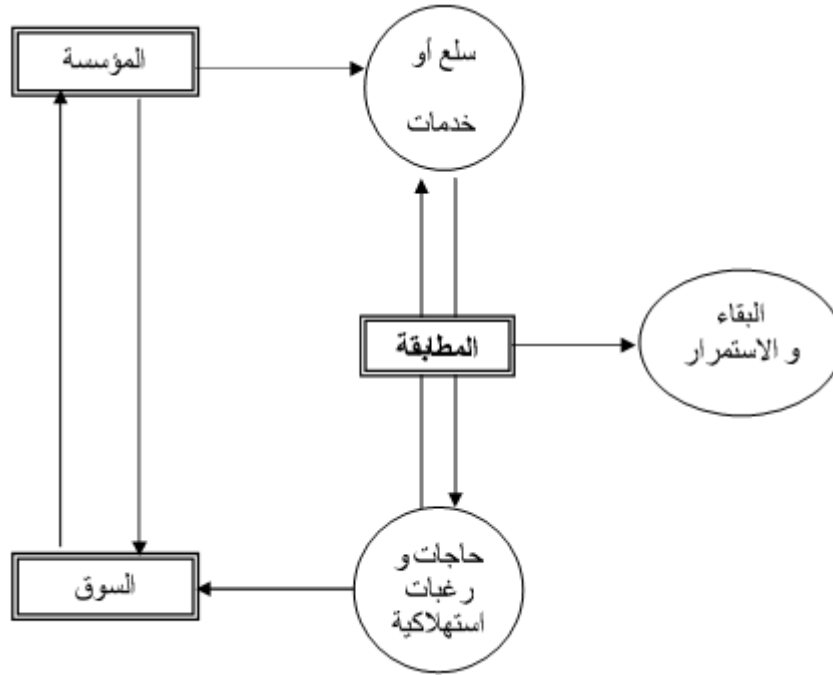 المؤسسة
سلع أو
خدمات
المطابقة
البقاء
و الاستمرار
السوق
حاجات و
رغبات
استهلاكية